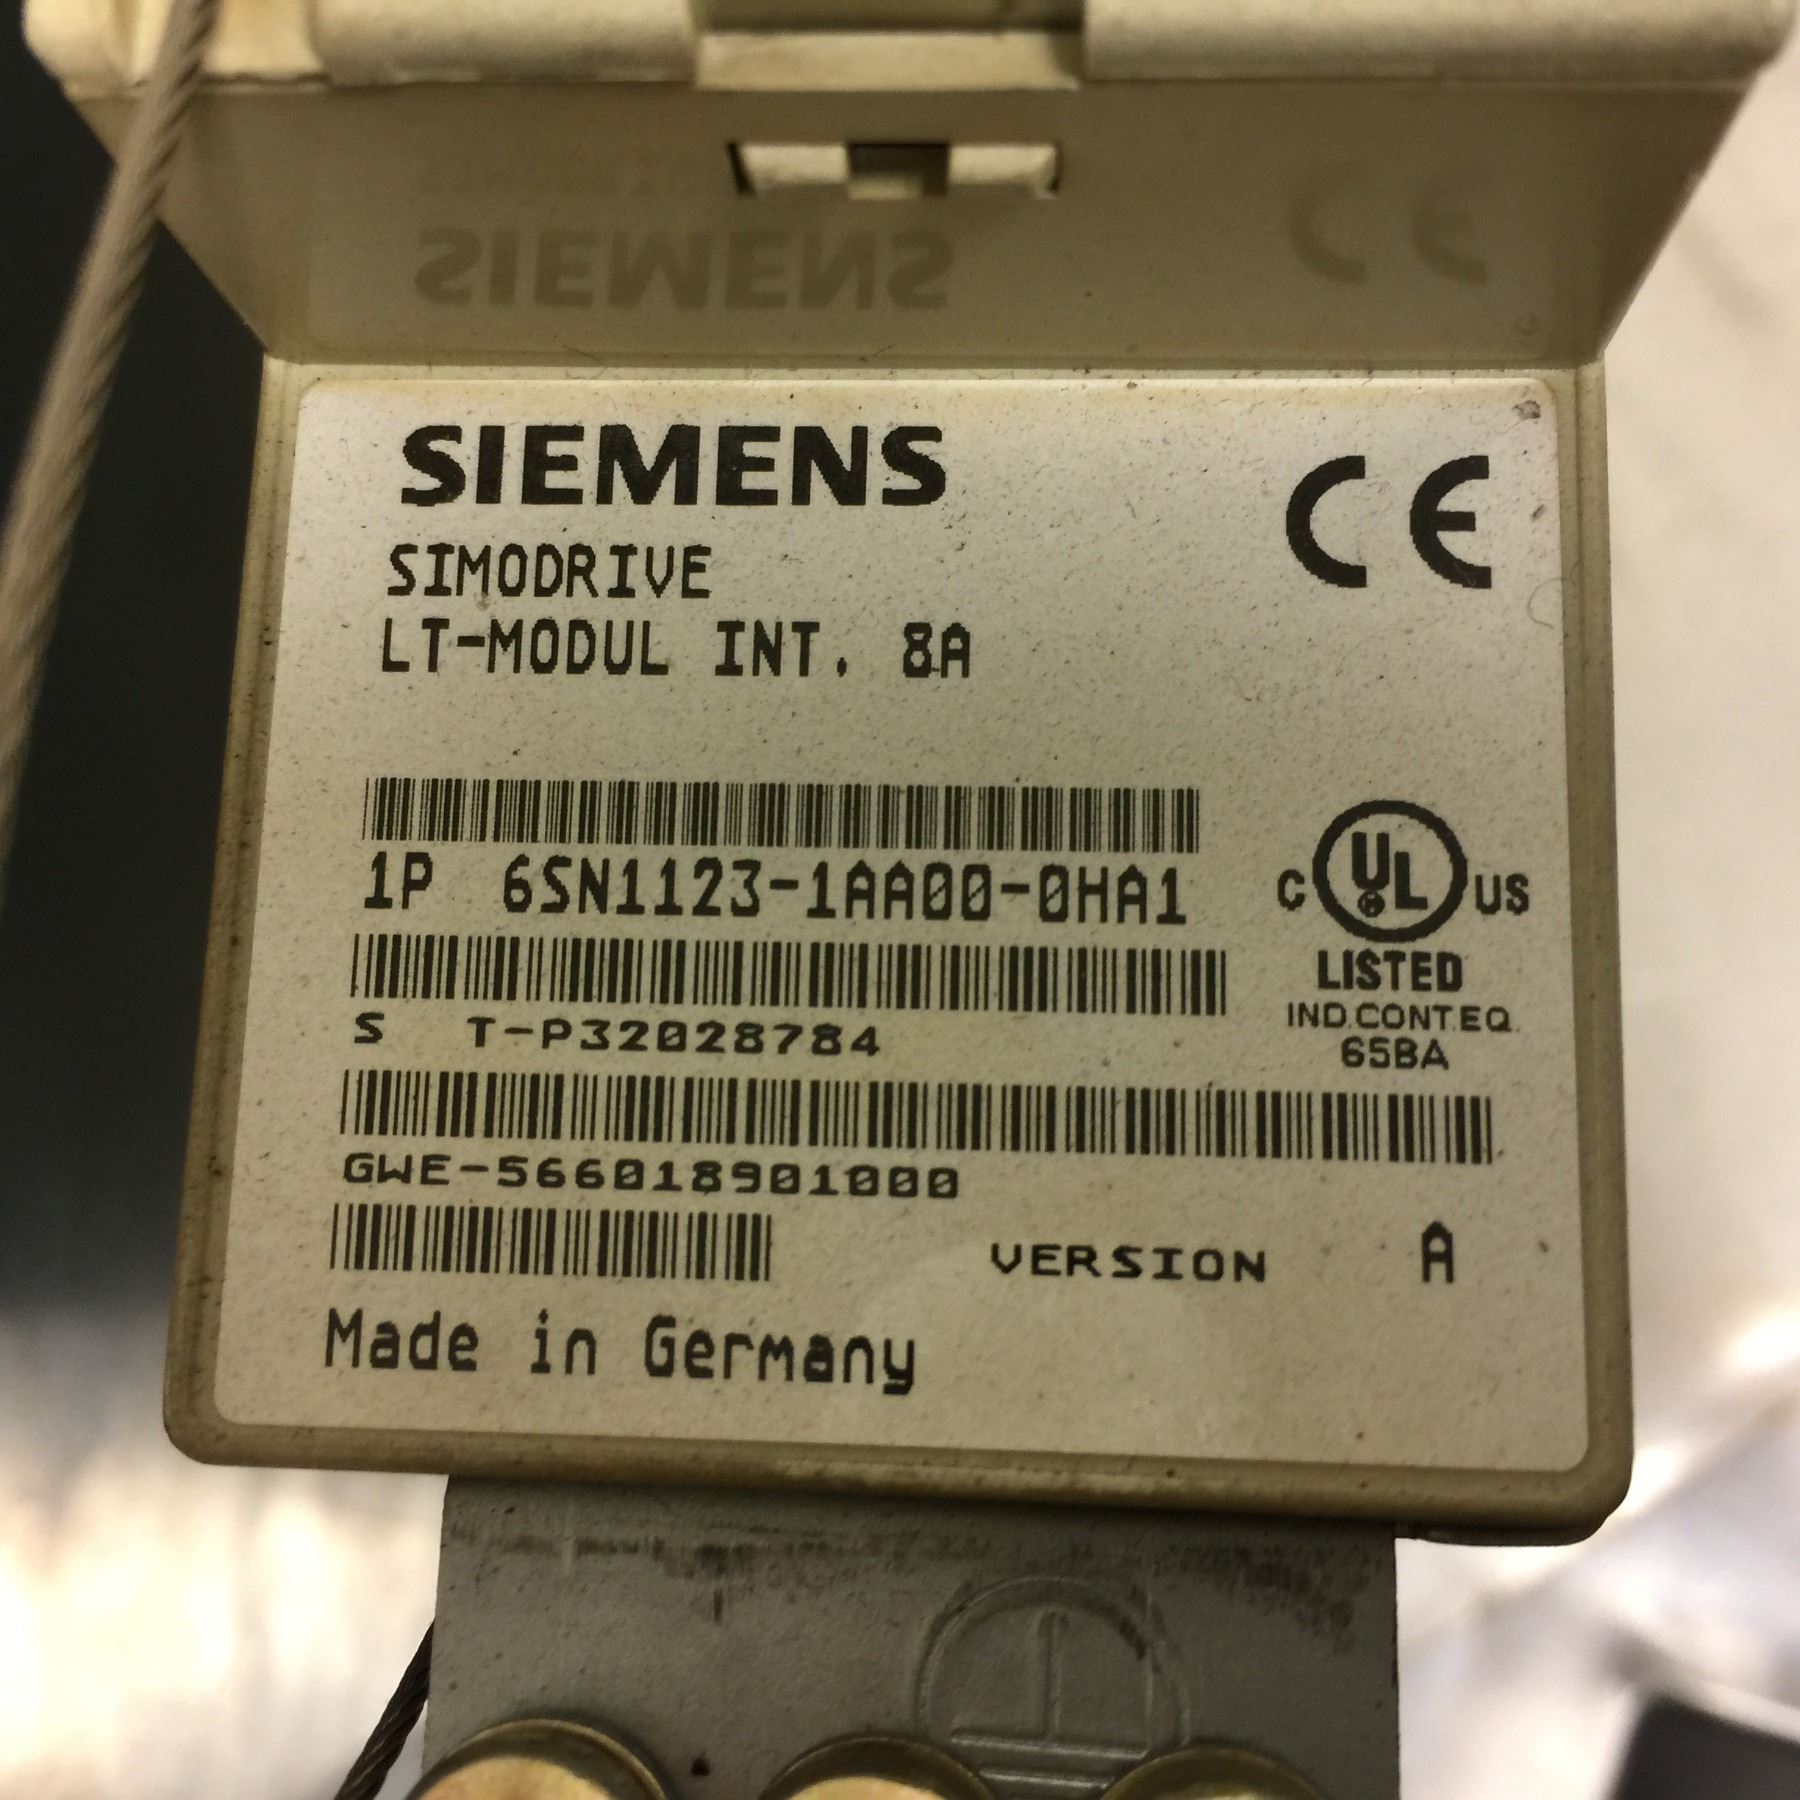 SIEMENS
CE
SIMODRIVE
LT-MODUL INT. 8A
1P 6SN1123-1AA00-0HA1
C UL US
LISTED
IND.CONT.EQ.
65BA
S T-P32028784
GWE-566018901000
VERSION A
Made in Germany